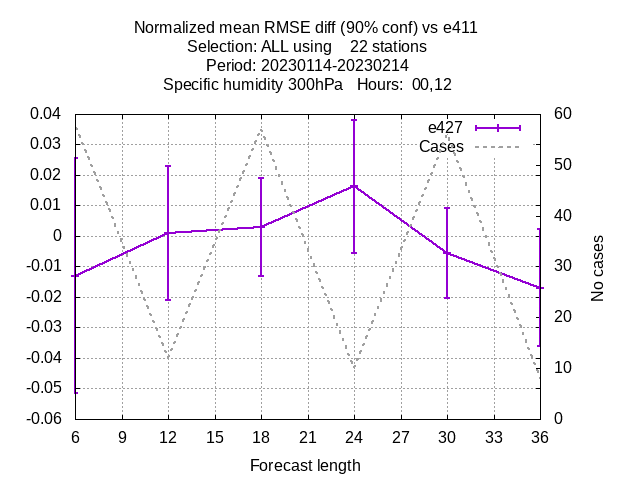 Normalized mean RMSE diff (90% conf) vs e411
Selection: ALL using    22 stations
Period: 20230114-20230214
Specific humidity 300hPa   Hours:  00,12
e427
Cases
0.04
0.03
0.02
0.01
0
-0.01
-0.02
-0.03
-0.04
-0.05
-0.06
60
50
40
30
20
10
0
No cases
6 9 12 15 18 21 24 27 30 33 36
Forecast length